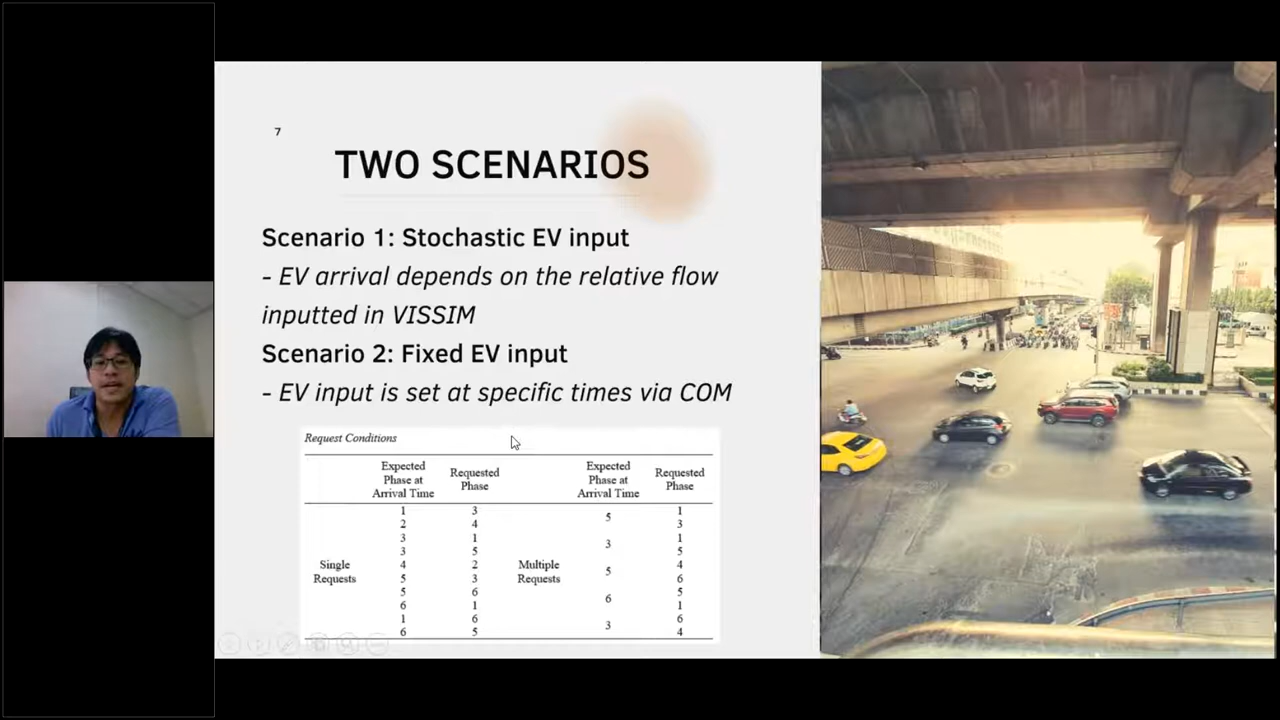 7
TWO SCENARIOS
Scenario 1: Stochastic EV input
- EV arrival depends on the relative flow
inputted in VISSIM
Scenario 2: Fixed EV input
- EV input is set at specific times via COM
Request Conditions
Expected Phase at Arrival Time Requested Phase Expected Phase at Arrival Time Requested Phase
Single Requests
1 3
2 4
3 1
3 5
4 2
5 3
5 6
6 1
1 6
6 5
Multiple Requests
5 1
3
3 1
5
5 4
6
6 5
1
3 6
4